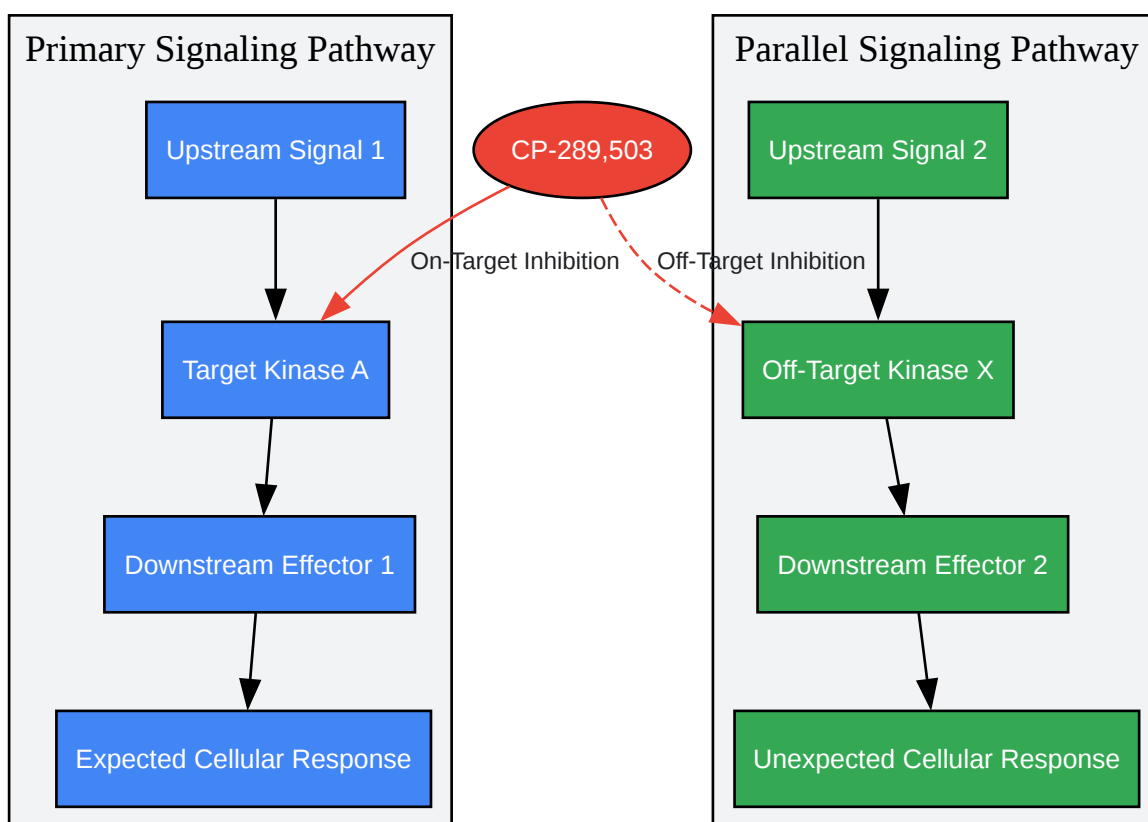 Primary Signaling Pathway
Parallel Signaling Pathway
Upstream Signal 1
CP-289,503
Upstream Signal 2
On-Target Inhibition
Off-Target Inhibition
Target Kinase A
Off-Target Kinase X
Downstream Effector 1
Downstream Effector 2
Expected Cellular Response
Unexpected Cellular Response